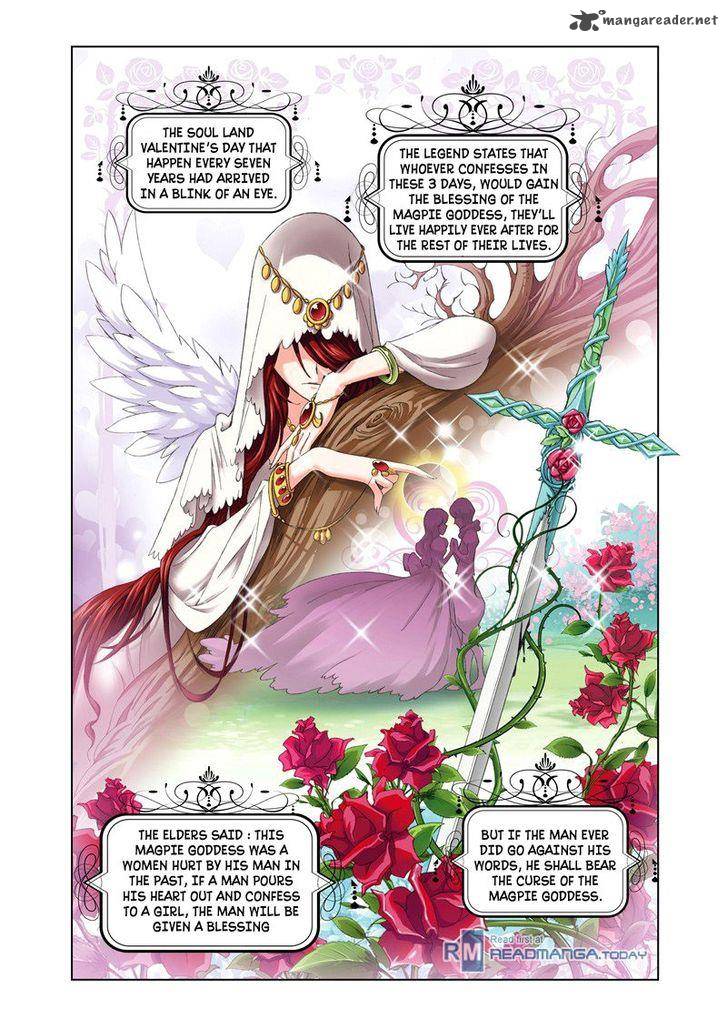 mangareader.net
THE SOUL LAND
VALENTINE'S DAY THAT
HAPPEN EVERY SEVEN
YEARS HAD ARRIVED
IN A BLINK OF AN EYE.
THE LEGEND STATES THAT
WHOEVER CONFESSES IN
THESE 3 DAYS, WOULD GAIN
THE BLESSING OF THE
MAGPIE GODDESS, THEY'LL
LIVE HAPPILY EVER AFTER FOR
THE REST OF THEIR LIVES.
THE ELDERS SAID : THIS
MAGPIE GODDESS WAS A
WOMEN HURT BY HIS MAN IN
THE PAST, IF A MAN POURS
HIS HEART OUT AND CONFESS
TO A GIRL, THE MAN WILL BE
GIVEN A BLESSING
BUT IF THE MAN EVER
DID GO AGAINST HIS
WORDS, HE SHALL BEAR
THE CURSE OF THE
MAGPIE GODDESS.
RM Read first at
READMANGA.TODAY